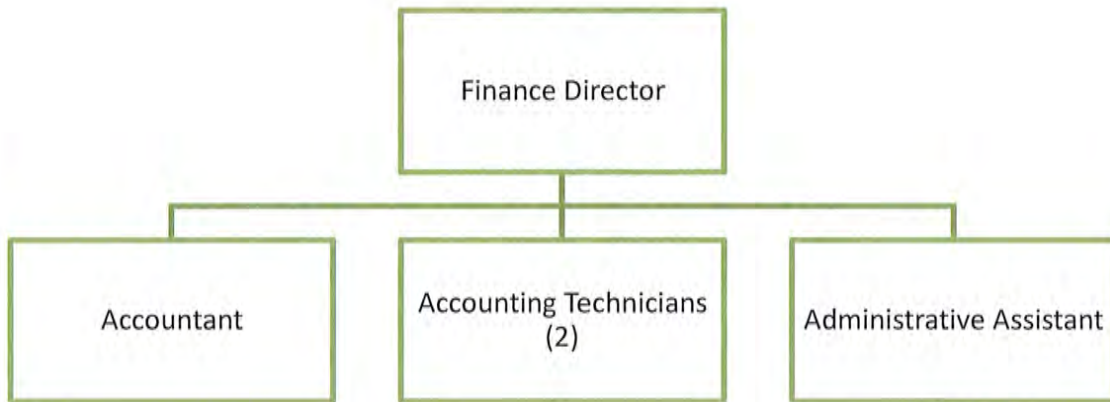 Finance Director
Accountant
Accounting Technicians
(2)
Administrative Assistant